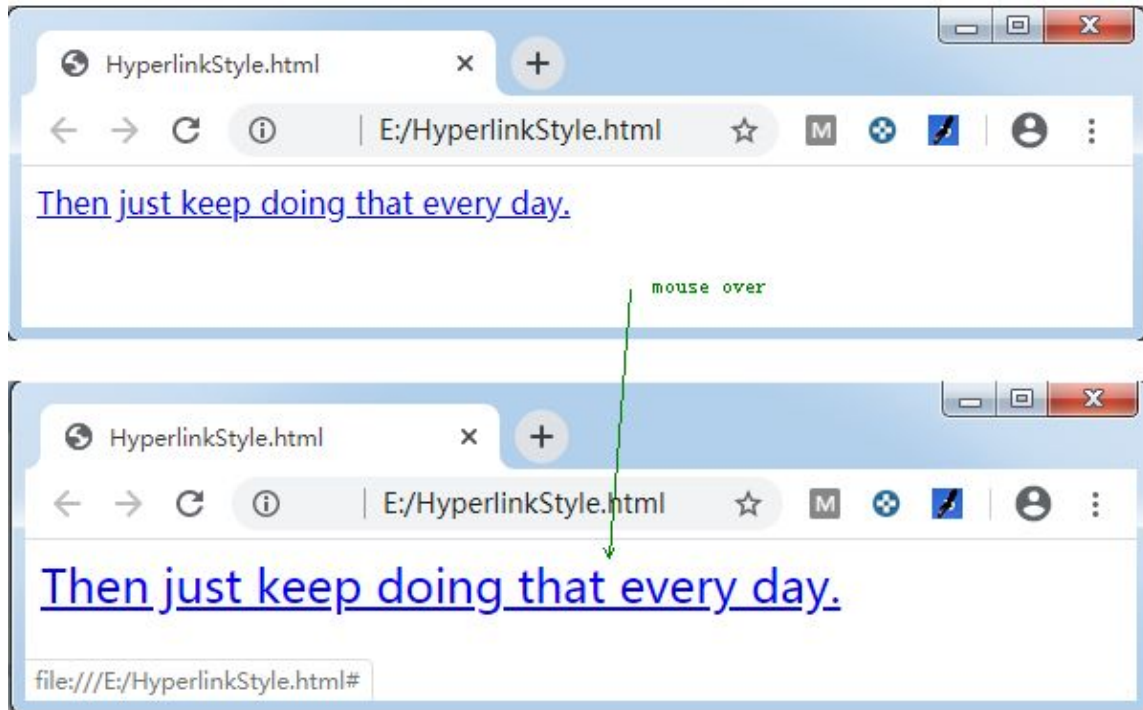 HyperlinkStyle.html
E:/HyperlinkStyle.html
M
Then just keep doing that every day.
mouse over
HyperlinkStyle.html
E:/HyperlinkStyle.html
M
Then just keep doing that every day.
file:///E:/HyperlinkStyle.html#